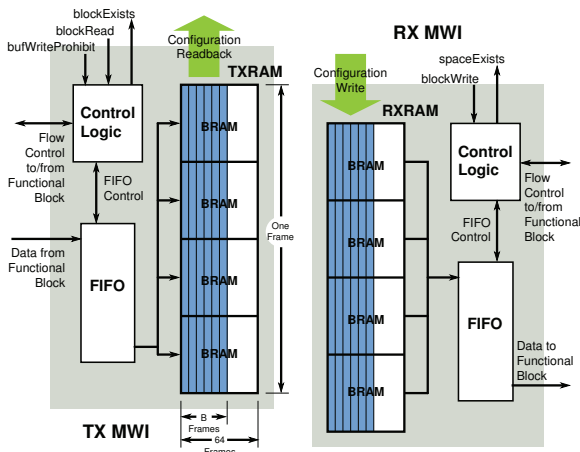 blockExists
blockRead
bufWriteProhibit
Configuration
Readback
TXRAM
Control
Logic
Flow
Control
to/from
Functional
Block
FIFO
Control
Data from
Functional
Block
FIFO
BRAM
BRAM
BRAM
BRAM
One
Frame
B
Frames
64
Frames
TX MWI
RX MWI
Configuration
Write
RXRAM
spaceExists
blockWrite
BRAM
BRAM
BRAM
BRAM
Control
Logic
Flow
Control
to/from
Functional
Block
FIFO
Control
FIFO
Data to
Functional
Block